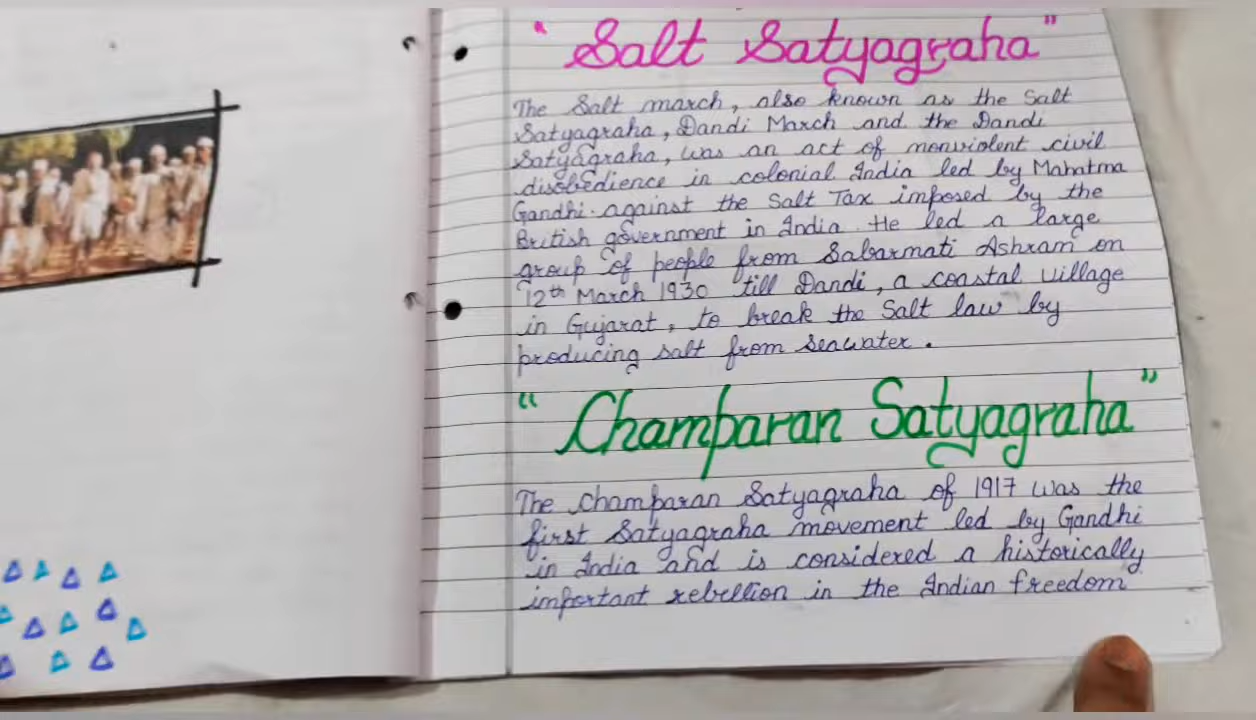 " Salt Satyagraha "
The Salt march, also known as the Salt
Satyagraha, Dandi March and the Dandi
Satyagraha, was an act of nonviolent civil
disobedience in colonial India led by Mahatma
Gandhi. against the Salt Tax imposed by the
British government in India. He led a large
group of people from Sabarmati Ashram on
12th March 1930 till Dandi, a coastal village
in Gujarat, to break the Salt law by
producing salt from seawater.
" Champaran Satyagraha "
The Champaran Satyagraha of 1917 was the
first Satyagraha movement led by Gandhi
in India and is considered a historically
important rebellion in the Indian freedom